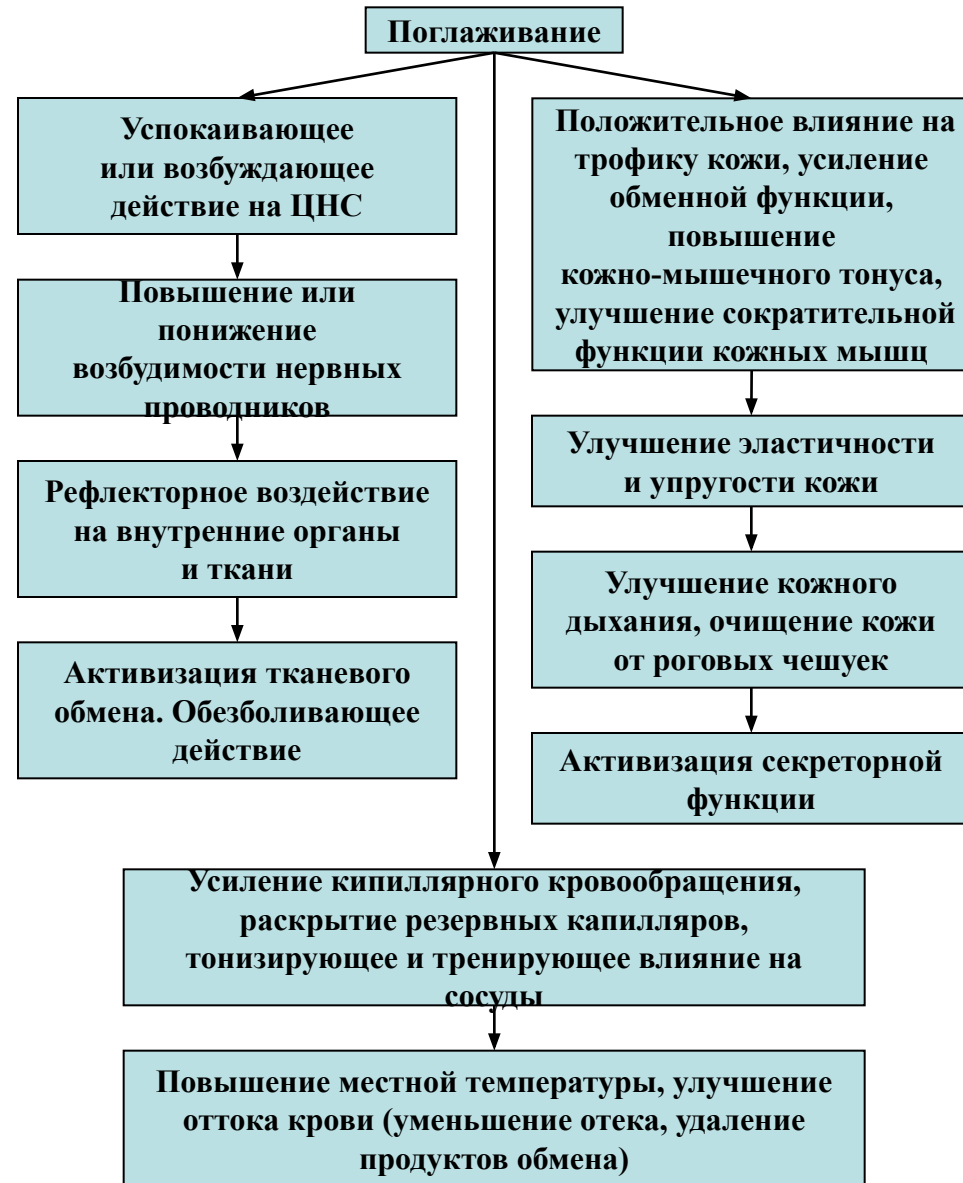 Поглаживание
Успокаивающее
или возбуждающее
действие на ЦНС
Повышение или
понижение
возбудимости нервных
проводников
Рефлекторное воздействие
на внутренние органы
и ткани
Активизация тканевого
обмена. Обезболивающее
действие
Положительное влияние на
трофику кожи, усиление
обменной функции,
повышение
кожно-мышечного тонуса,
улучшение сократительной
функции кожных мышц
Улучшение эластичности
и упругости кожи
Улучшение кожного
дыхания, очищение кожи
от роговых чешуек
Активизация секреторной
функции
Усиление кипиллярного кровообращения,
раскрытие резервных капилляров,
тонизирующее и тренирующее влияние на
сосуды
Повышение местной температуры, улучшение
оттока крови (уменьшение отека, удаление
продуктов обмена)